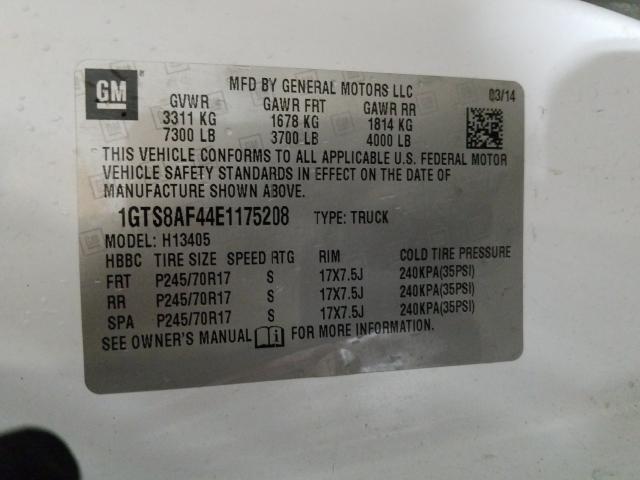 GM
MFD BY GENERAL MOTORS LLC 03/14
GVWR GAWR FRT GAWR RR
3311 KG 1678 KG 1814 KG
7300 LB 3700 LB 4000 LB
THIS VEHICLE CONFORMS TO ALL APPLICABLE U.S. FEDERAL MOTOR
VEHICLE SAFETY STANDARDS IN EFFECT ON THE DATE OF
MANUFACTURE SHOWN ABOVE.
1GTS8AF44E1175208 TYPE: TRUCK
MODEL: H13405
HBBC TIRE SIZE SPEED RTG RIM COLD TIRE PRESSURE
FRT P245/70R17 S 17X7.5J 240KPA(35PSI)
RR P245/70R17 S 17X7.5J 240KPA(35PSI)
SPA P245/70R17 S 17X7.5J 240KPA(35PSI)
SEE OWNER'S MANUAL FOR MORE INFORMATION.